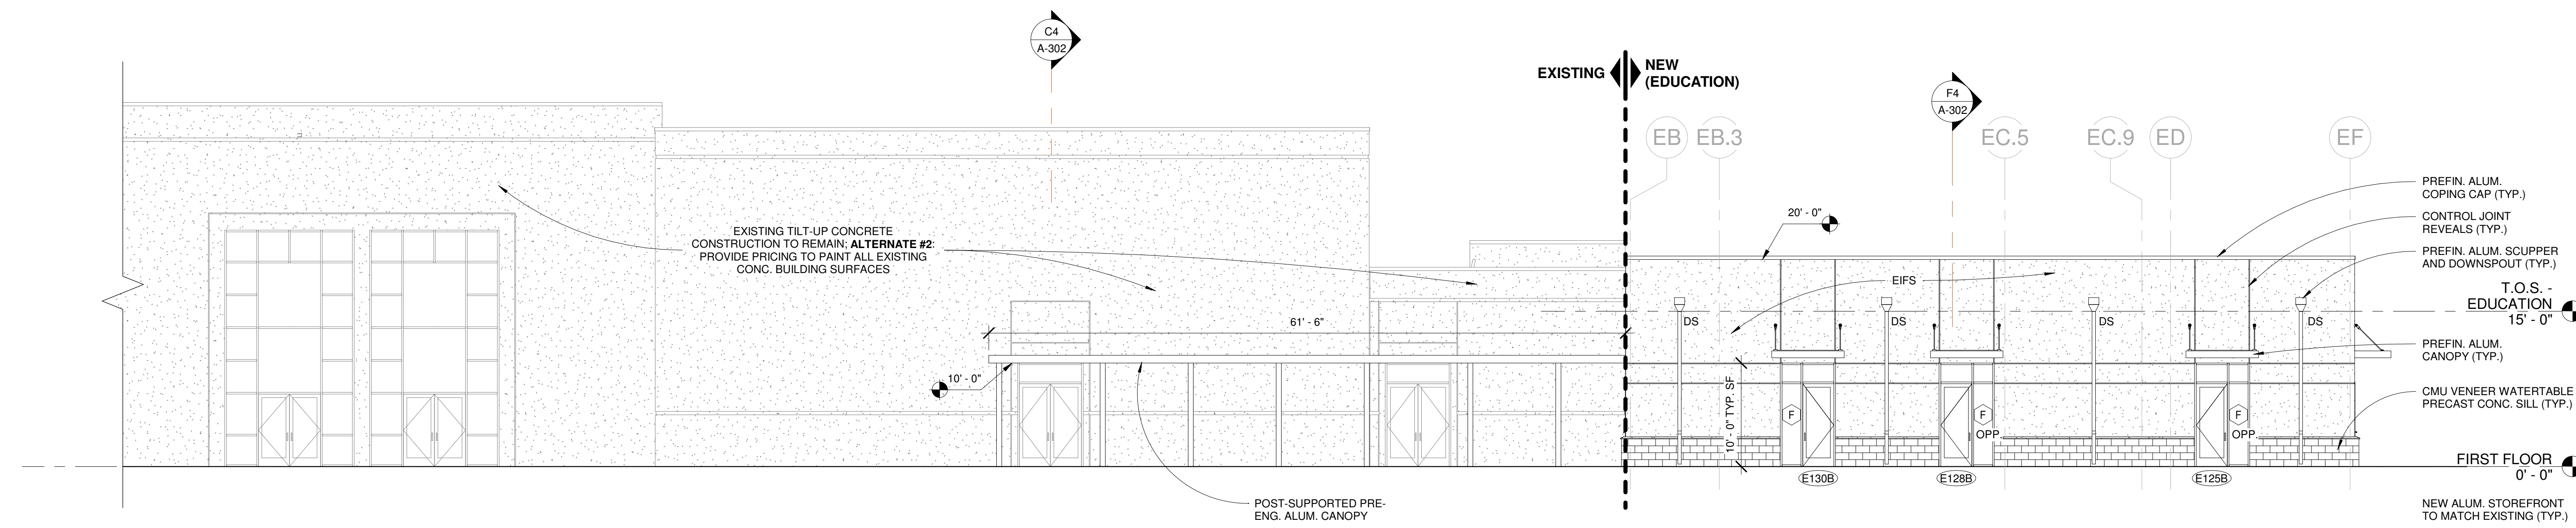 C4
A-302
EXISTING
NEW
(EDUCATION)
F4
A-302
EB
EB.3
EC.5
EC.9
ED
EF
PREFIN. ALUM.
COPING CAP (TYP.)
CONTROL JOINT
REVEALS (TYP.)
PREFIN. ALUM. SCUPPER
AND DOWNSPOUT (TYP.)
T.O.S. -
EDUCATION
15' - 0"
PREFIN. ALUM.
CANOPY (TYP.)
CMU VENEER WATERTABLE
PRECAST CONC. SILL (TYP.)
FIRST FLOOR
0' - 0"
NEW ALUM. STOREFRONT
TO MATCH EXISTING (TYP.)
20' - 0"
EXISTING TILT-UP CONCRETE
CONSTRUCTION TO REMAIN; ALTERNATE #2:
PROVIDE PRICING TO PAINT ALL EXISTING
CONC. BUILDING SURFACES
EIFS
61' - 6"
DS
DS
DS
DS
10' - 0"
10' - 0" TYP. SF
F
F
OPP.
F
OPP.
E130B
E128B
E125B
POST-SUPPORTED PRE-
ENG. ALUM. CANOPY